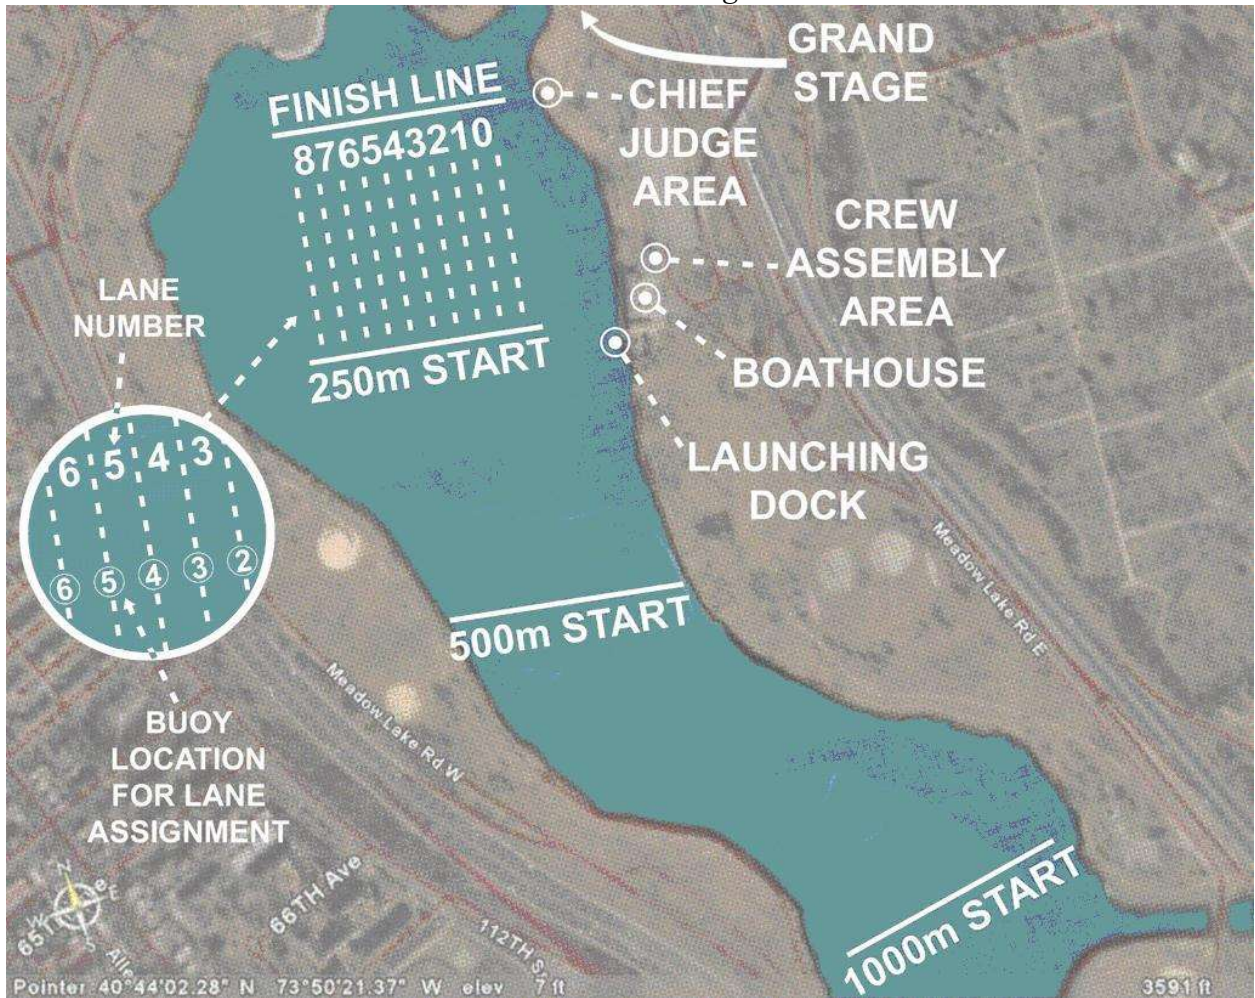 GRAND
STAGE
CHIEF
JUDGE
AREA
FINISH LINE
876543210
CREW
ASSEMBLY
AREA
LANE
NUMBER
BOATHOUSE
250m START
6 5 4 3
LAUNCHING
DOCK
6 5 4 3 2
Meadow Lake Rd E
500m START
Meadow Lake Rd W
BUOY
LOCATION
FOR LANE
ASSIGNMENT
1000m START
N
E
W
S
66TH Ave
112TH S
Pointer 40°44'02.28" N 73°50'21.37" W elev 7 ft
3591 ft